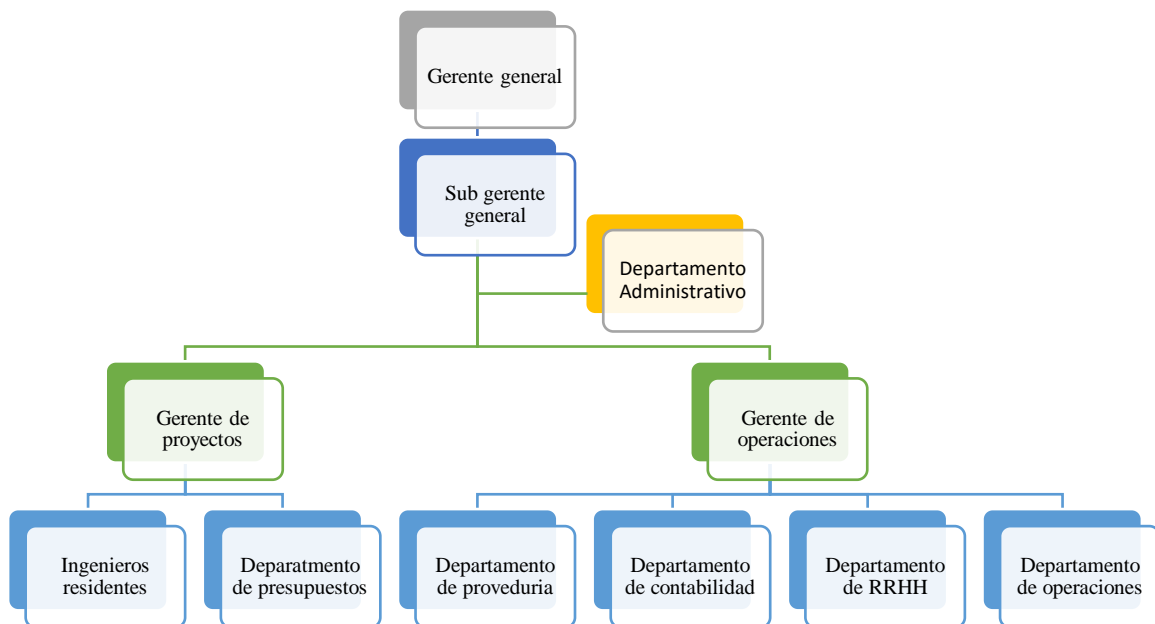 Gerente general
Sub gerente
general
Departamento
Administrativo
Gerente de
proyectos
Gerente de
operaciones
Ingenieros
residentes
Deparatmento
de presupuestos
Departamento
de proveduria
Departamento
de contabilidad
Departamento
de RRHH
Departamento
de operaciones